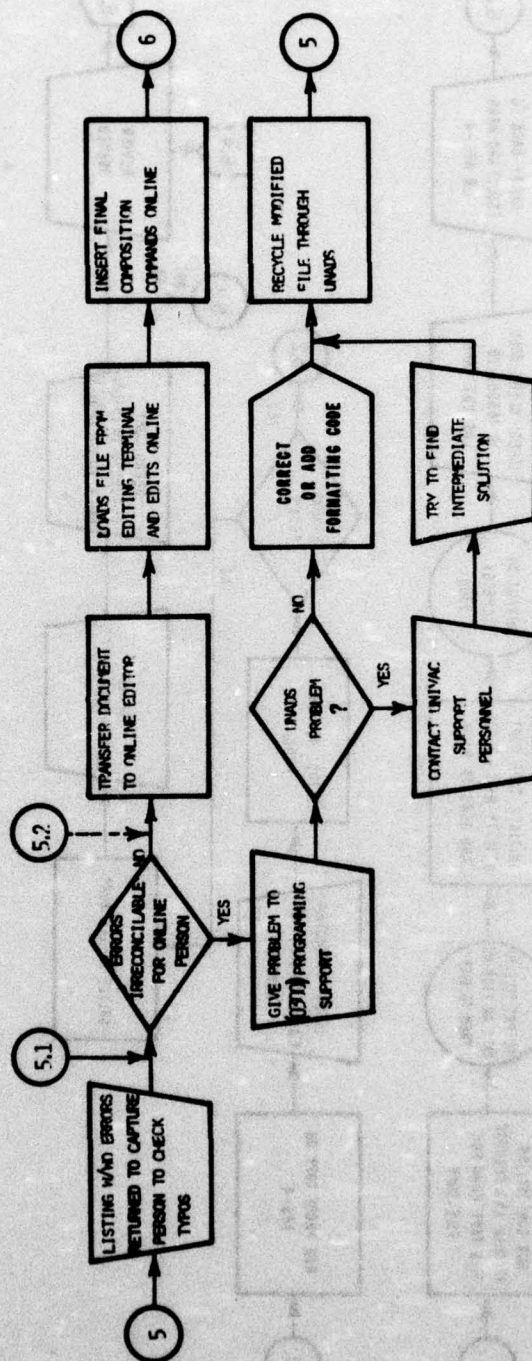 5
LISTING W/NO ERRORS
RETURNED TO CAPTURE
PERSON TO CHECK
TYPOS
5.1
ERRORS
IRRECONCILABLE
FOR ONLINE
PERSON
NO
YES
5.2
TRANSFER DOCUMENT
TO ONLINE EDITOR
LOADS FILE FROM
EDITING TERMINAL
AND EDITS ONLINE
INSERT FINAL
COMPOSITION
COMMANDS ONLINE
6
GIVE PROBLEM TO
PROGRAMMING
SUPPORT
UNADS
PROBLEM
?
NO
YES
CORRECT
OR ADD
FORMATTING CODE
RECYCLE MODIFIED
FILE THROUGH
UNADS
5
CONTACT UNIVAC
SUPPORT
PERSONNEL
TRY TO FIND
INTERMEDIATE
SOLUTION